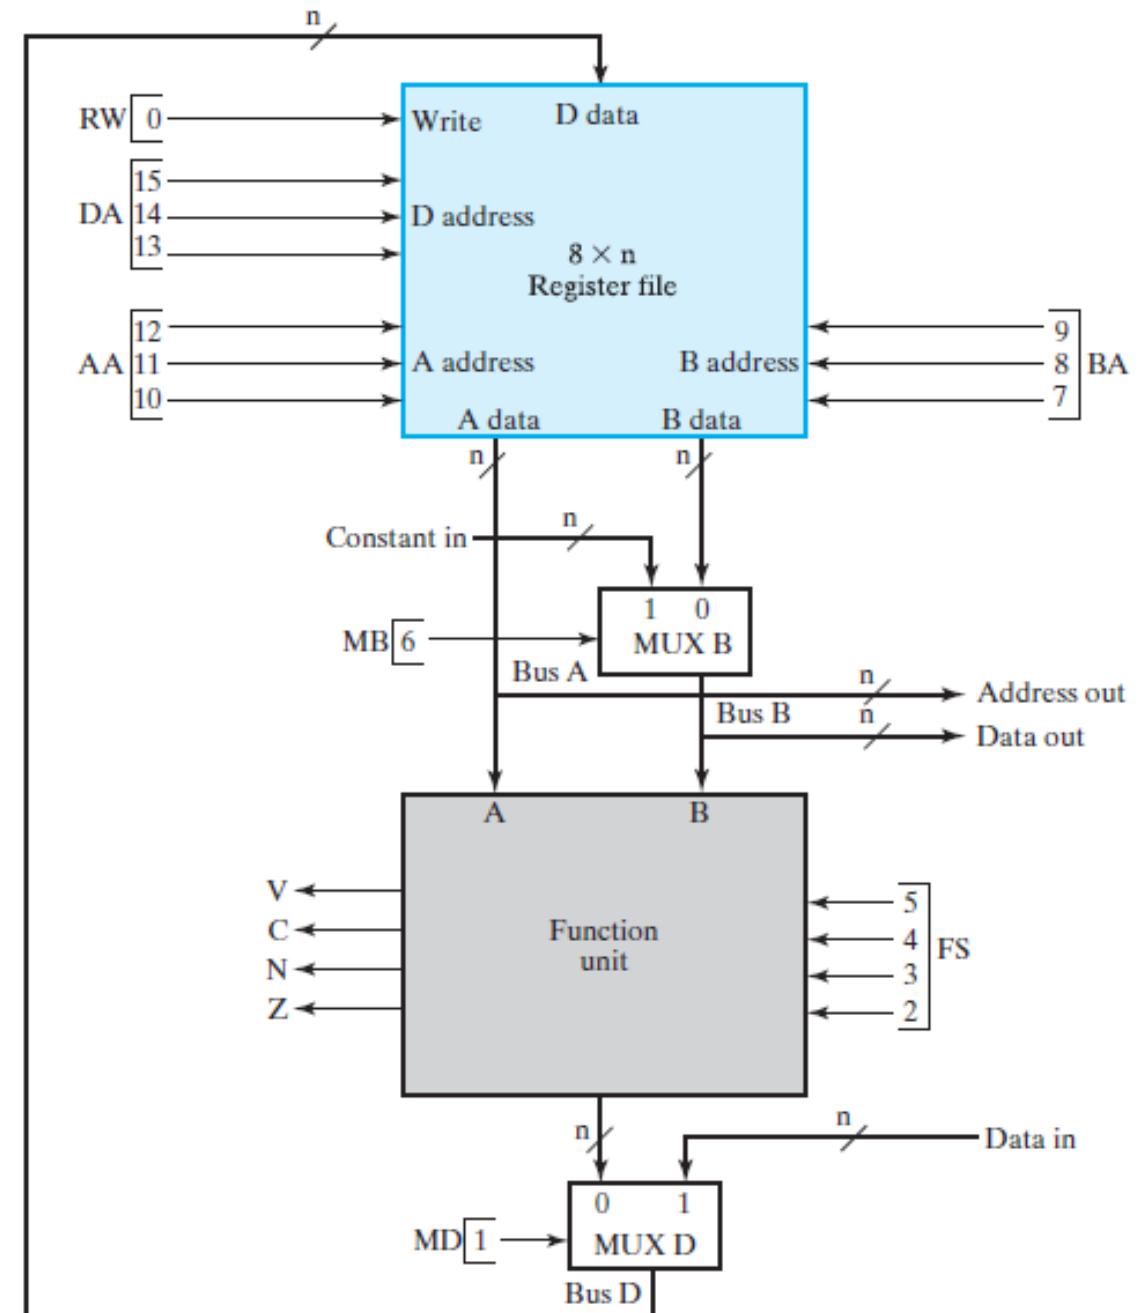 n
RW 0
Write
D data
15
DA 14
13
D address
8 × n
Register file
12
AA 11
10
A address
B address
9
8 BA
7
A data
B data
n
n
Constant in
n
1 0
MUX B
MB 6
Bus A
n
Address out
Bus B
n
Data out
A
B
V
C
N
Z
Function
unit
5
4
3
2
FS
n
n
Data in
0 1
MD 1
MUX D
Bus D